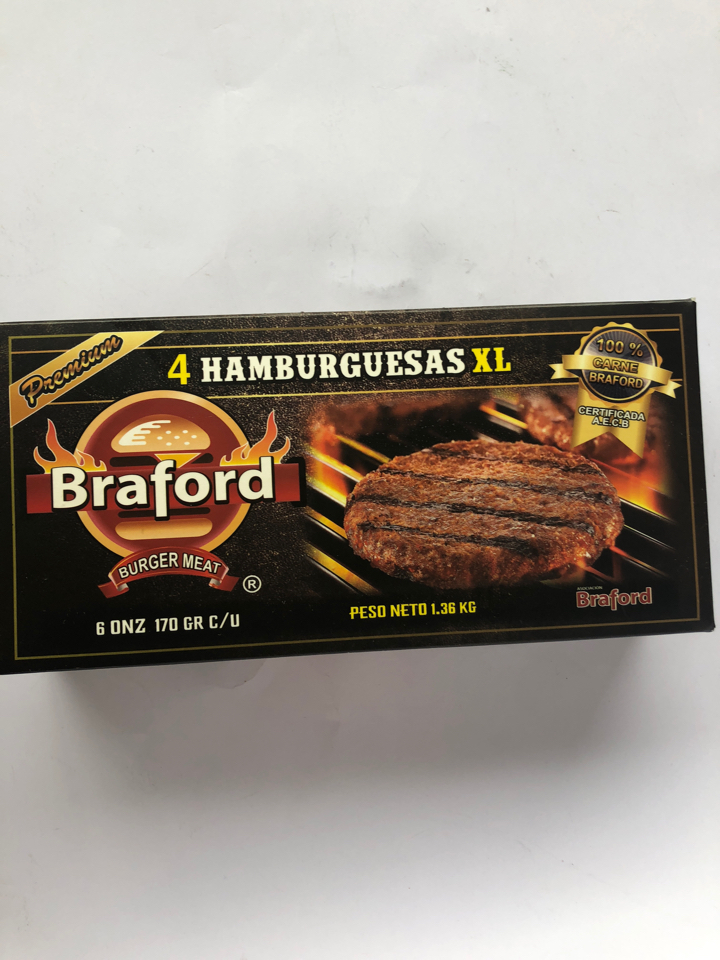 Premium
4 HAMBURGUESAS XL
100 %
CARNE
BRAFORD
CERTIFICADA
A.E.C.B
Braford
BURGER MEAT
®
6 ONZ 170 GR C/U
PESO NETO 1.36 KG
Braford